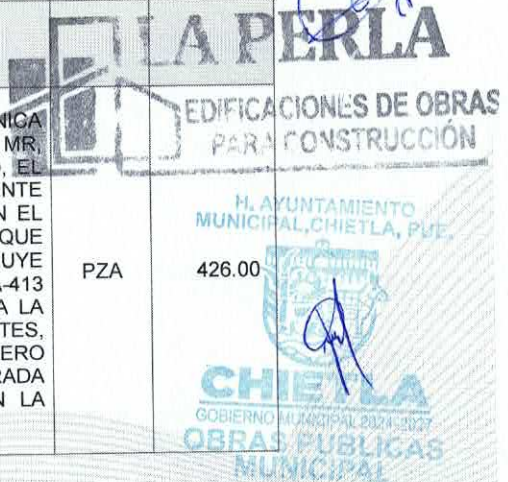 LA PERLA
EDIFICACIONES DE OBRAS
PARA CONSTRUCCIÓN
NICA
MR,
EL
ENTE
N EL
QUE
UYE
A-413
A LA
TES,
ERO
RADA
N LA
PZA
426.00
H. AYUNTAMIENTO
MUNICIPAL, CHIETLA, PUE.
CHIETLA
GOBIERNO MUNICIPAL 2024-2027
OBRAS PUBLICAS
MUNICIPAL